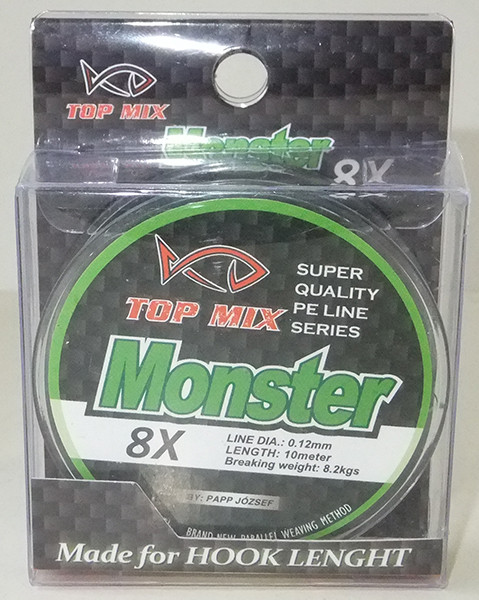 TOP MIX
Monster
8X
TOP MIX
SUPER
QUALITY
PE LINE
SERIES
Monster
8X
LINE DIA.: 0.12mm
LENGTH: 10meter
Breaking weight: 8.2kgs
BY: PAPP JÓZSEF
BRAND NEW PARALLEL WEAVING METHOD
Made for HOOK LENGHT